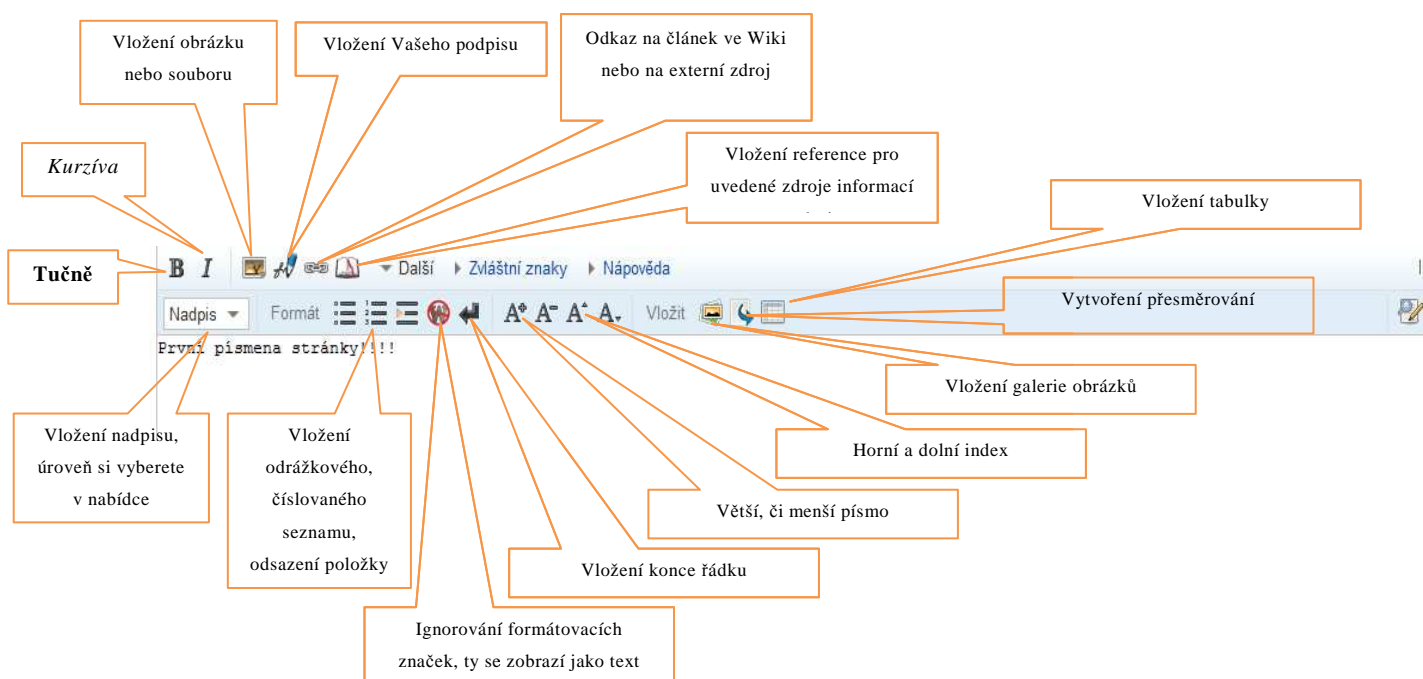 Vložení obrázku
nebo souboru
Vložení Vašeho podpisu
Odkaz na článek ve Wiki
nebo na externí zdroj
Kurzíva
Vložení reference pro
uvedené zdroje informací
Vložení tabulky
Tučně
B I Další Zvláštní znaky Nápověda
Vytvoření přesměrování
Nadpis Formát A A A A Vložit
První písmena stránky!!!!
Vložení galerie obrázků
Vložení nadpisu,
úroveň si vyberete
v nabídce
Vložení
odrážkového,
číslovaného
seznamu,
odsazení položky
Horní a dolní index
Větší, či menší písmo
Vložení konce řádku
Ignorování formátovacích
značek, ty se zobrazí jako text